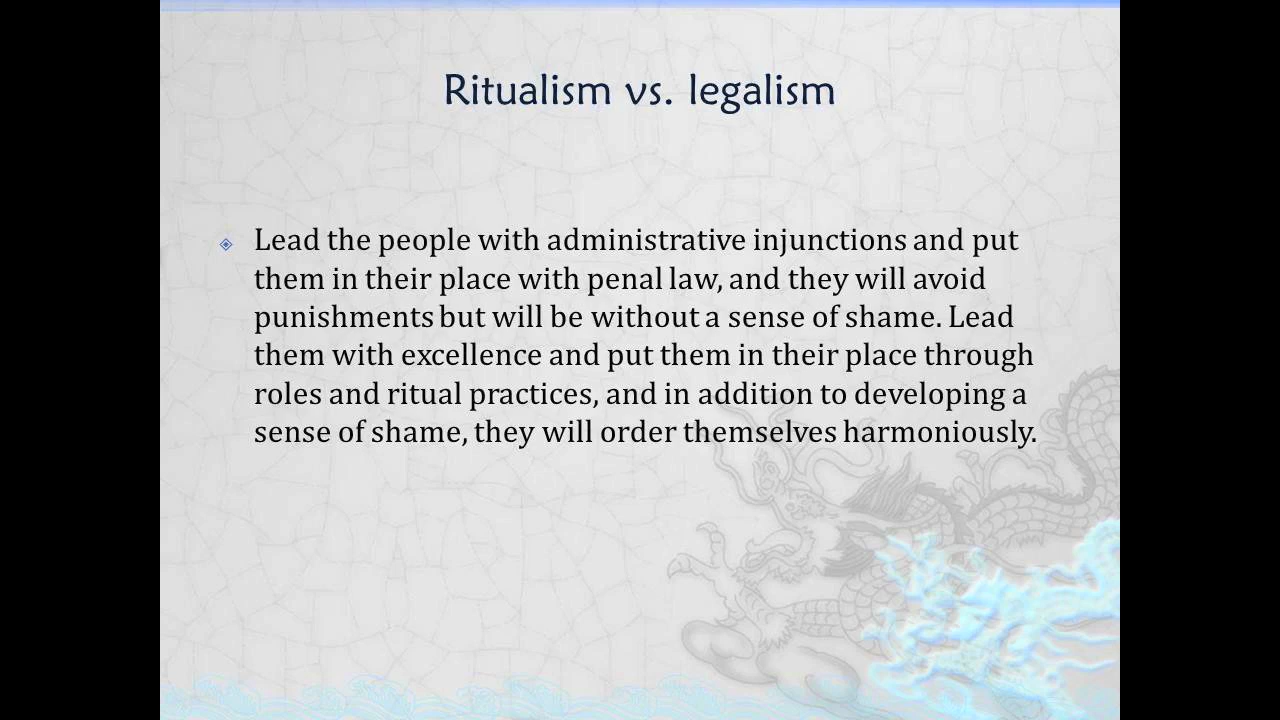 Ritualism vs. legalism
Lead the people with administrative injunctions and put
them in their place with penal law, and they will avoid
punishments but will be without a sense of shame. Lead
them with excellence and put them in their place through
roles and ritual practices, and in addition to developing a
sense of shame, they will order themselves harmoniously.